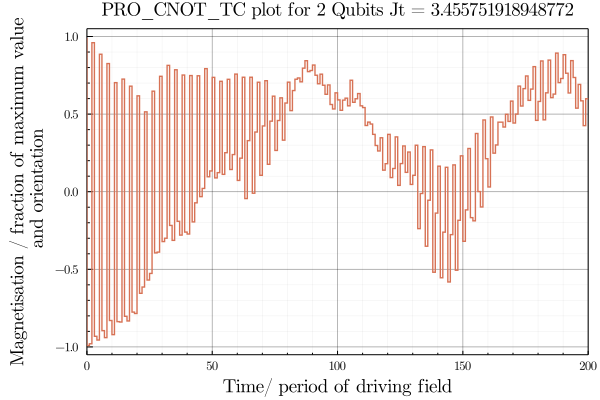 PRO_CNOT_TC plot for 2 Qubits Jt = 3.455751918948772
Magnetisation / fraction of maximum value
and orientation
1.0
0.5
0.0
−0.5
−1.0
0 50 100 150 200
Time/ period of driving field